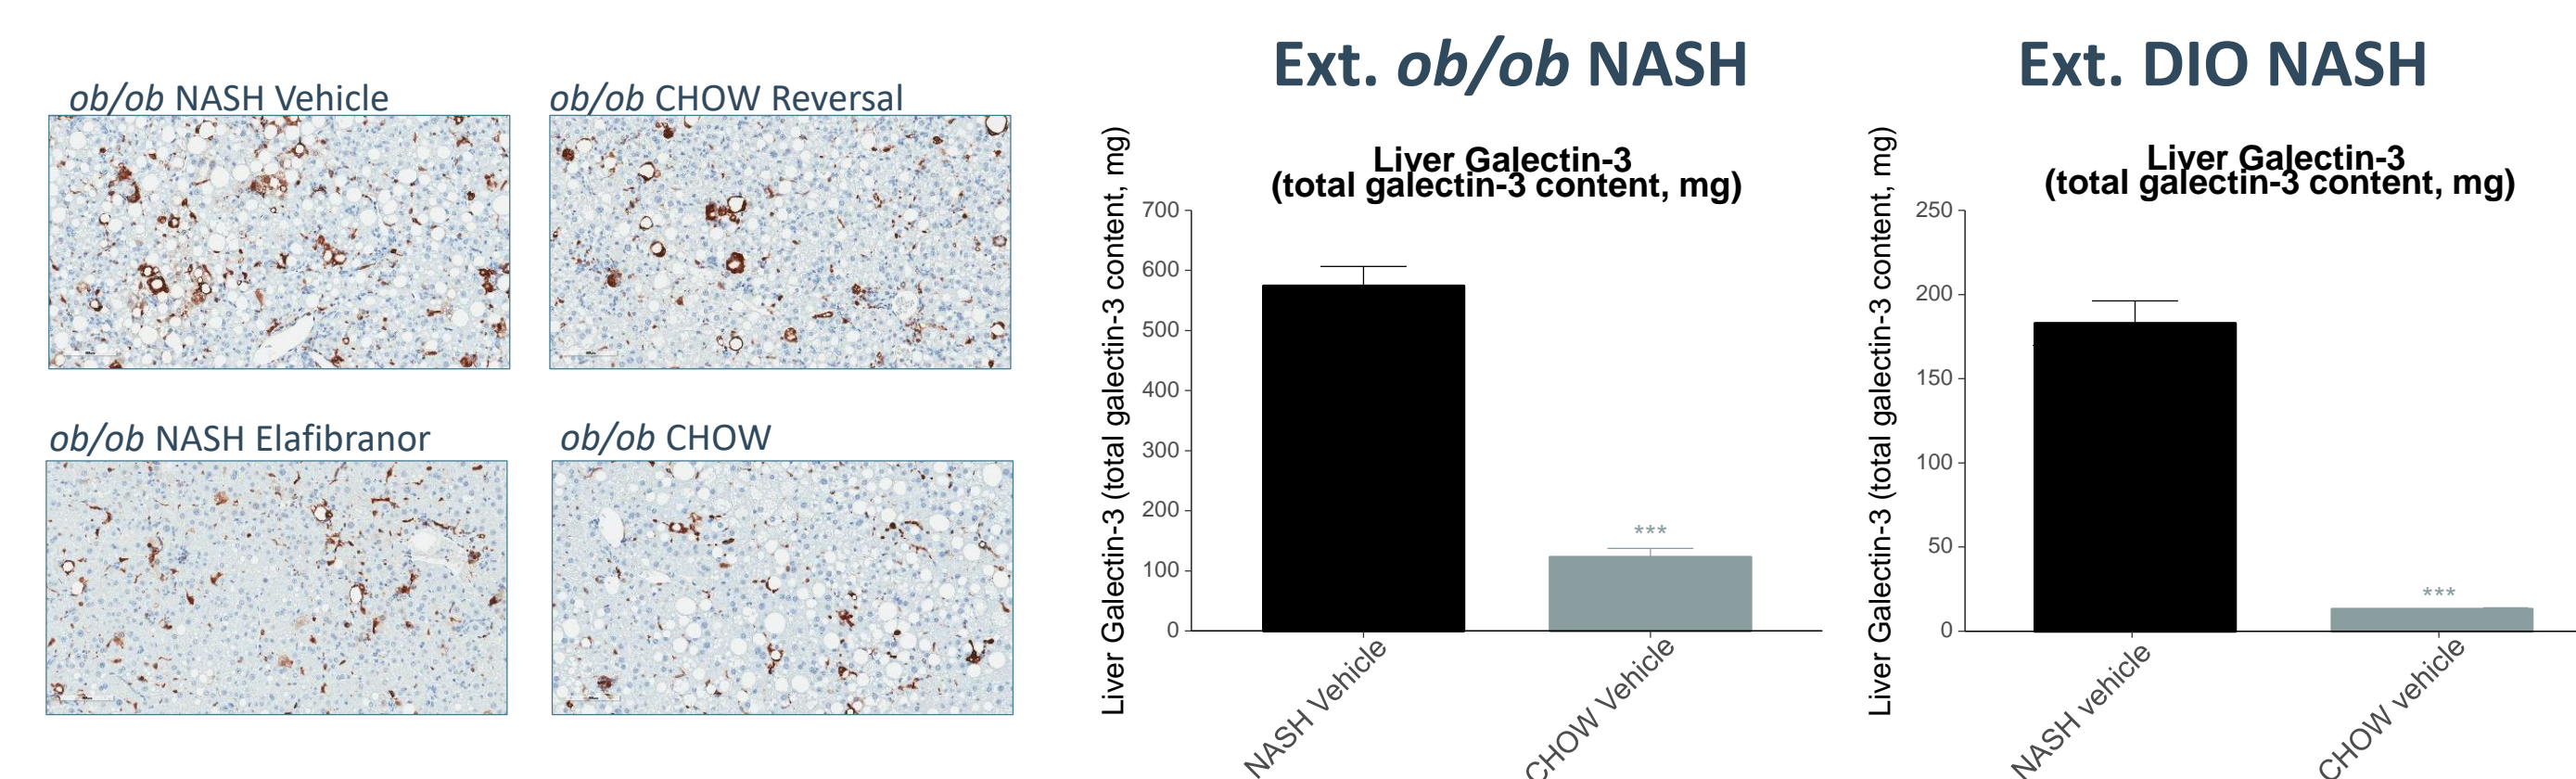 ob/ob NASH Vehicle
ob/ob CHOW Reversal
ob/ob NASH Elafibranor
ob/ob CHOW
Ext. ob/ob NASH
Liver Galectin-3
(total galectin-3 content, mg)
Liver Galectin-3 (total galectin-3 content, mg)
700
600
500
400
300
200
100
0
***
NASH Vehicle
CHOW Vehicle
Ext. DIO NASH
Liver Galectin-3
(total galectin-3 content, mg)
Liver Galectin-3 (total galectin-3 content, mg)
250
200
150
100
50
0
***
NASH vehicle
CHOW vehicle